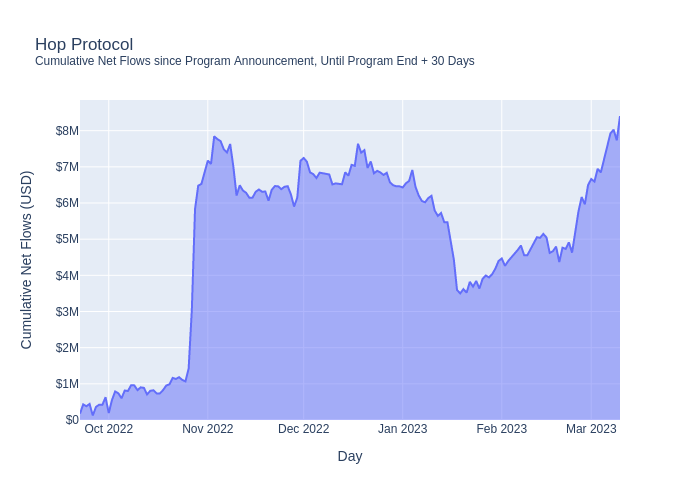 Hop Protocol
Cumulative Net Flows since Program Announcement, Until Program End + 30 Days
Cumulative Net Flows (USD)
$8M
$7M
$6M
$5M
$4M
$3M
$2M
$1M
$0
Oct 2022 Nov 2022 Dec 2022 Jan 2023 Feb 2023 Mar 2023
Day